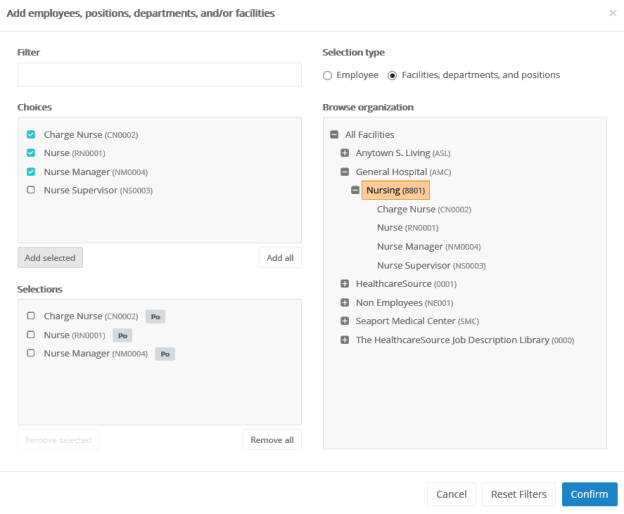 Add employees, positions, departments, and/or facilities
×
Filter
Selection type
Employee
Facilities, departments, and positions
Choices
Charge Nurse (CN0002)
Nurse (RN0001)
Nurse Manager (NM0004)
Nurse Supervisor (NS0003)
Add selected
Add all
Selections
Charge Nurse (CN0002) Po
Nurse (RN0001) Po
Nurse Manager (NM0004) Po
Remove selected
Remove all
Browse organization
All Facilities
Anytown S. Living (ASL)
General Hospital (AMC)
Nursing (8801)
Charge Nurse (CN0002)
Nurse (RN0001)
Nurse Manager (NM0004)
Nurse Supervisor (NS0003)
HealthcareSource (0001)
Non Employees (NE001)
Seaport Medical Center (SMC)
The HealthcareSource Job Description Library (0000)
Cancel
Reset Filters
Confirm